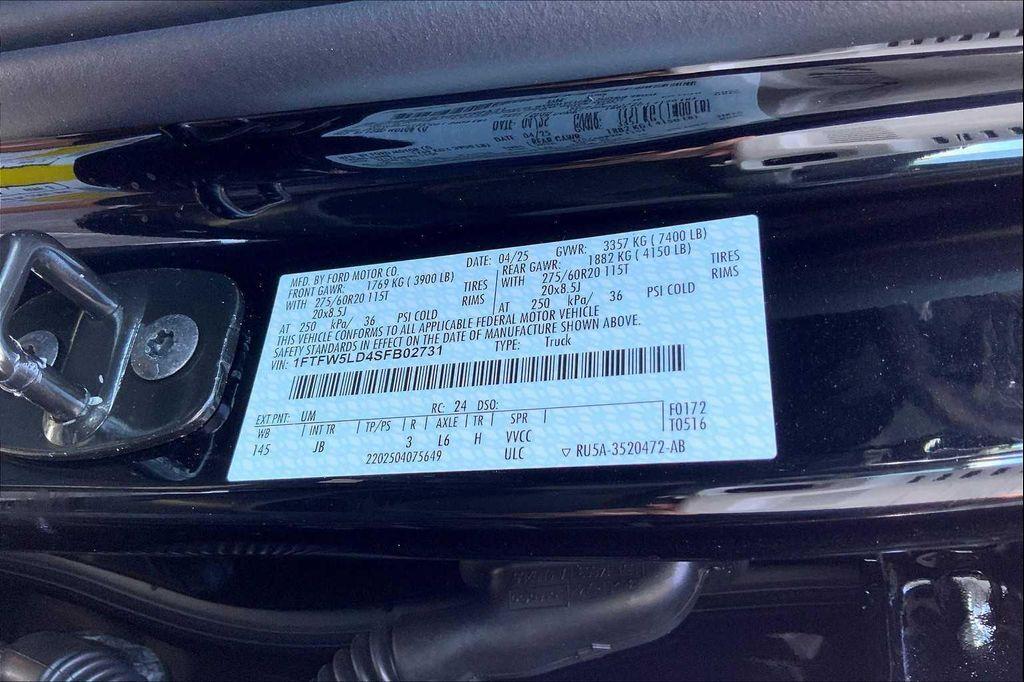 MFD. BY FORD MOTOR CO. DATE: 04/25 GVWR: 3357 KG ( 7400 LB)
FRONT GAWR: 1769 KG ( 3900 LB) REAR GAWR: 1882 KG ( 4150 LB)
WITH 275/60R20 115T TIRES WITH 275/60R20 115T TIRES
20x8.5J RIMS 20x8.5J RIMS
AT 250 kPa/ 36 PSI COLD AT 250 kPa/ 36 PSI COLD
THIS VEHICLE CONFORMS TO ALL APPLICABLE FEDERAL MOTOR VEHICLE
SAFETY STANDARDS IN EFFECT ON THE DATE OF MANUFACTURE SHOWN ABOVE.
VIN: 1FTFW5LD4SFB02731 TYPE: Truck
EXT PNT: UM RC: 24 DSO: F0172
WB INT TR TP/PS R AXLE TR SPR T0516
145 JB 3 L6 H VVCC
2202504075649 ULC ▽ RU5A-3520472-AB